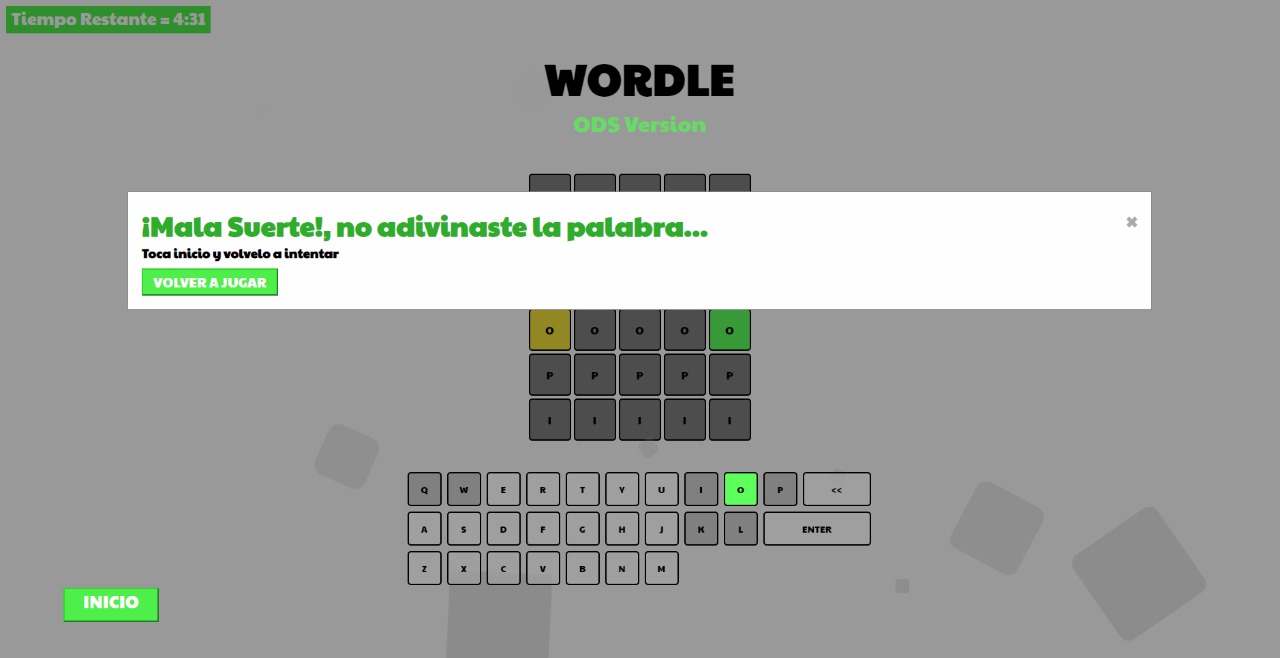 Tiempo Restante = 4:31
WORDLE
ODS Version
¡Mala Suerte!, no adivinaste la palabra...
✖
Toca inicio y volvelo a intentar
VOLVER A JUGAR
O O O O O
P P P P P
I I I I I
Q W E R T Y U I O P <<
A S D F G H J K L ENTER
Z X C V B N M
INICIO